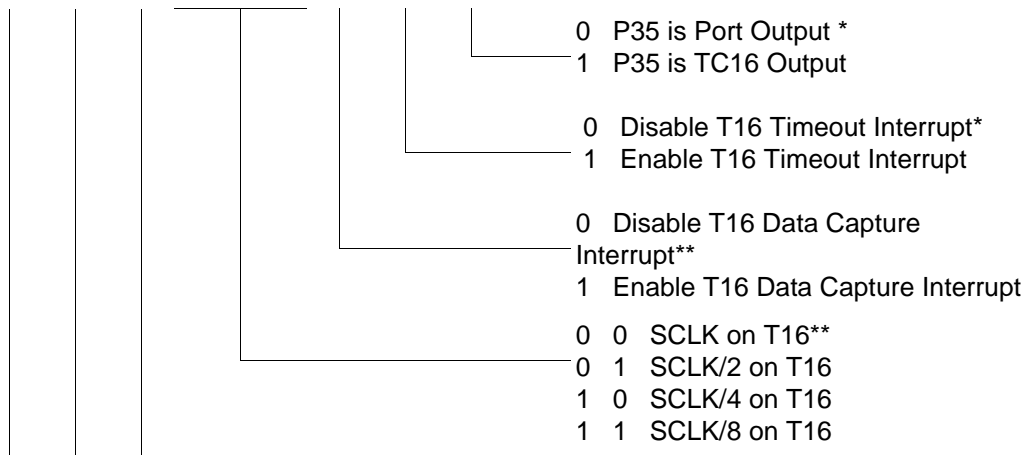 0 P35 is Port Output *
1 P35 is TC16 Output
0 Disable T16 Timeout Interrupt*
1 Enable T16 Timeout Interrupt
0 Disable T16 Data Capture
Interrupt**
1 Enable T16 Data Capture Interrupt
0 0 SCLK on T16**
0 1 SCLK/2 on T16
1 0 SCLK/4 on T16
1 1 SCLK/8 on T16